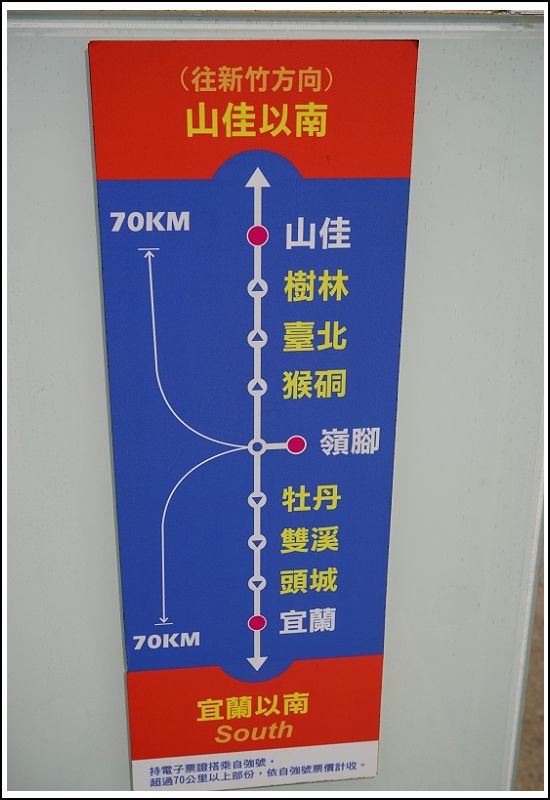 （往新竹方向）
山佳以南
70KM
山佳
樹林
臺北
猴硐
嶺腳
牡丹
雙溪
頭城
宜蘭
70KM
宜蘭以南
South
持電子票證搭乘自強號，
超過70公里以上部份，依自強號票價計收。